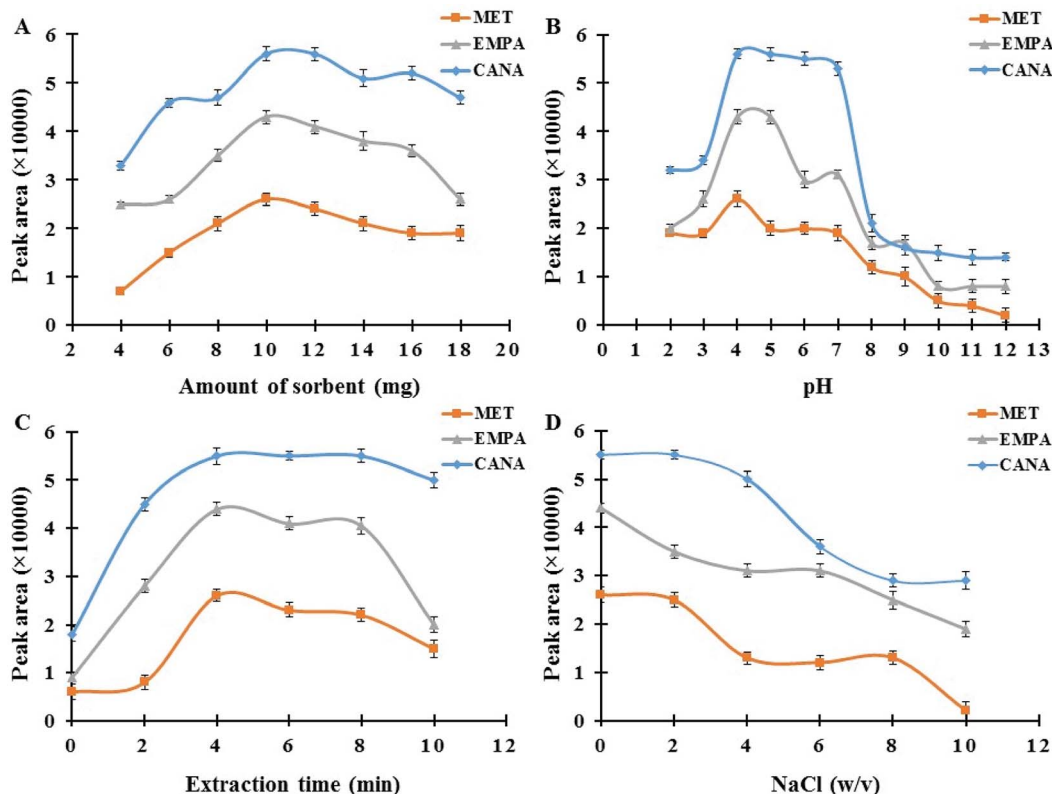 A
MET
EMPA
CANA
Peak area (×10000)
6
5
4
3
2
1
0
2 4 6 8 10 12 14 16 18 20
Amount of sorbent (mg)
B
MET
EMPA
CANA
Peak area (×10000)
6
5
4
3
2
1
0
0 1 2 3 4 5 6 7 8 9 10 11 12 13
pH
C
MET
EMPA
CANA
Peak area (×10000)
6
5
4
3
2
1
0
0 2 4 6 8 10 12
Extraction time (min)
D
MET
EMPA
CANA
Peak area (×10000)
6
5
4
3
2
1
0
0 2 4 6 8 10 12
NaCl (w/v)